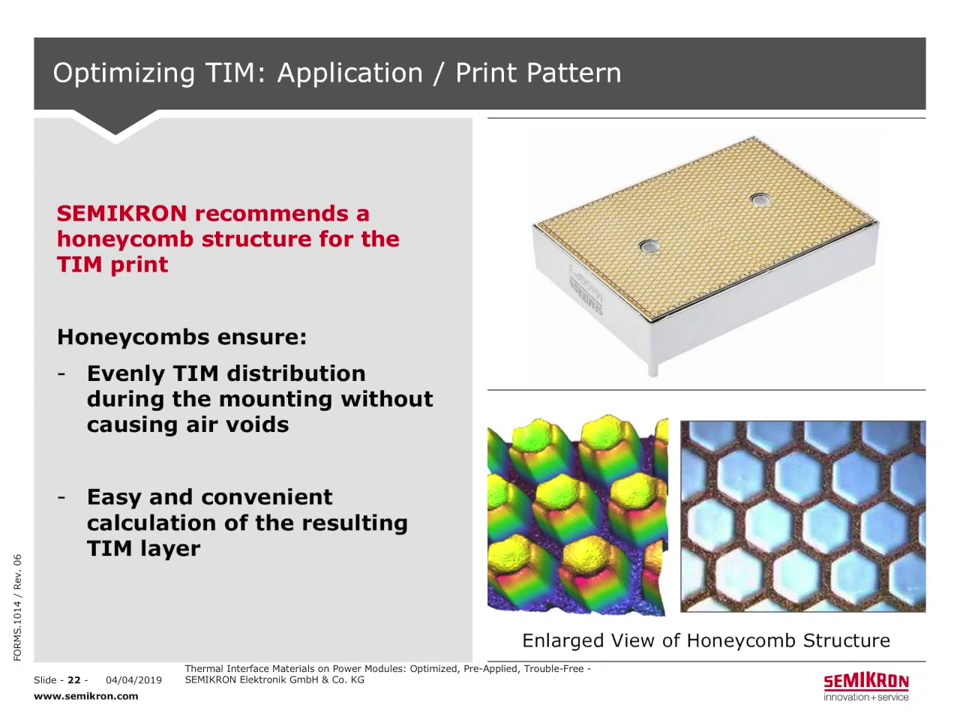 Optimizing TIM: Application / Print Pattern
SEMIKRON recommends a
honeycomb structure for the
TIM print
Honeycombs ensure:
- Evenly TIM distribution
during the mounting without
causing air voids
- Easy and convenient
calculation of the resulting
TIM layer
SEMIKRON
Enlarged View of Honeycomb Structure
FORMS.1014 / Rev. 06
Slide - 22 - 04/04/2019
Thermal Interface Materials on Power Modules: Optimized, Pre-Applied, Trouble-Free -
SEMIKRON Elektronik GmbH & Co. KG
www.semikron.com
SEMIKRON
innovation+service